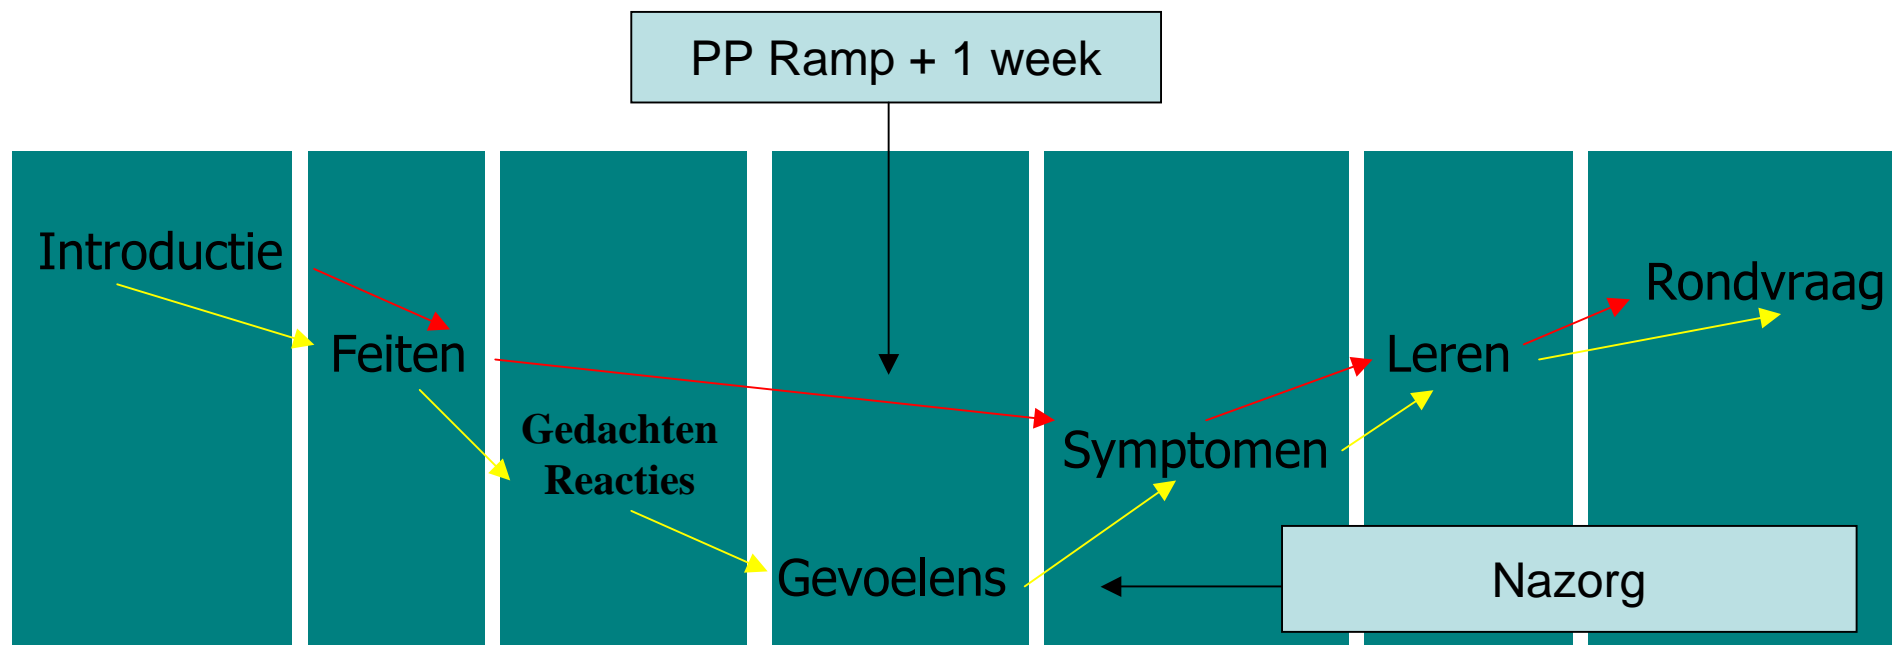 PP Ramp + 1 week
Introductie
Feiten
Gedachten
Reacties
Gevoelens
Symptomen
Leren
Rondvraag
Nazorg